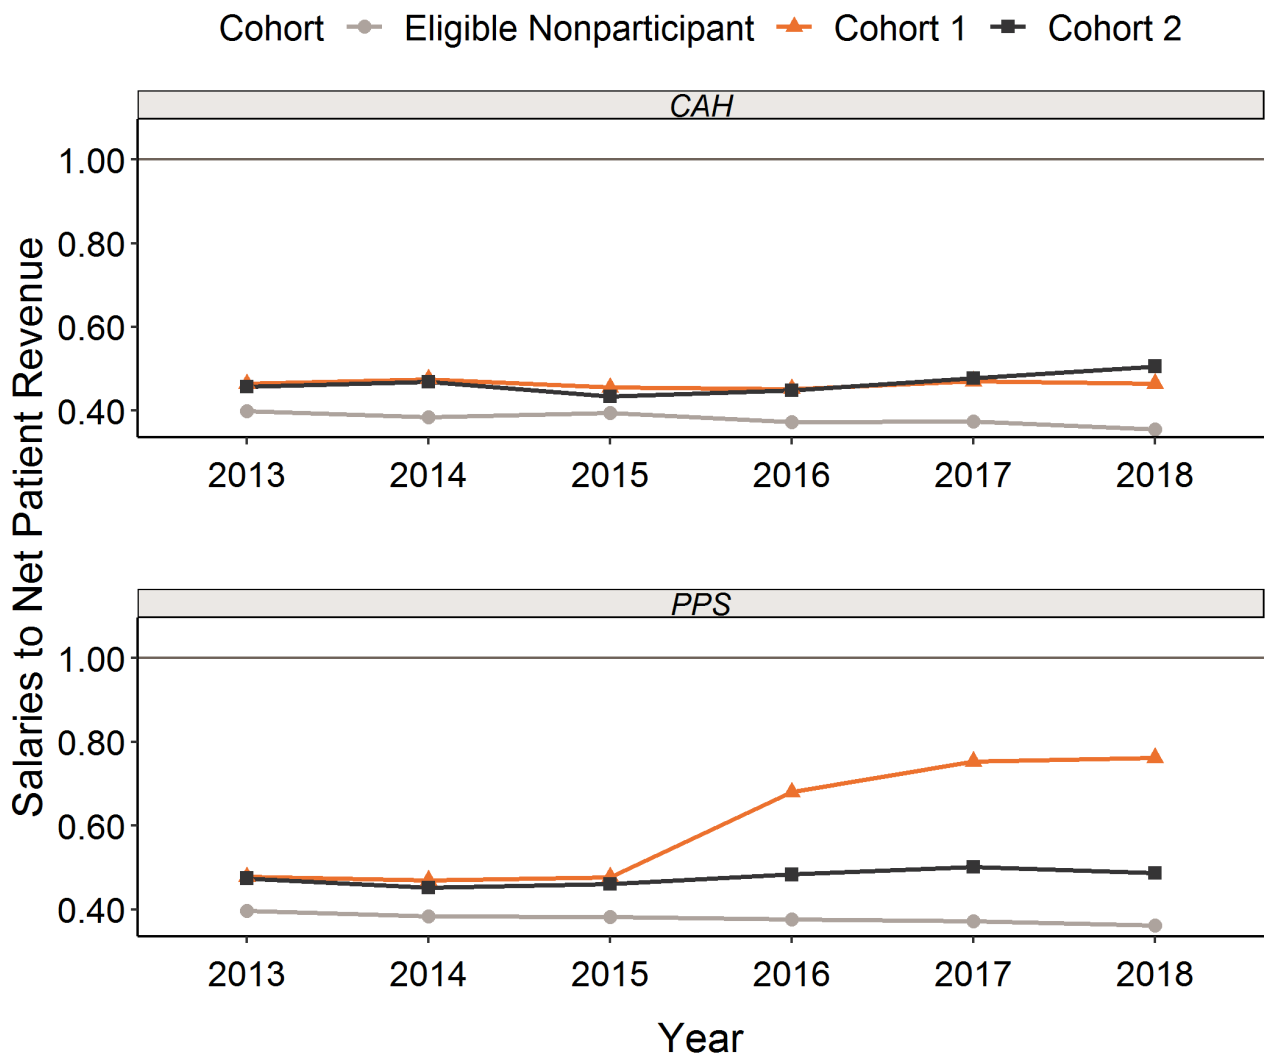 Cohort Eligible Nonparticipant Cohort 1 Cohort 2
CAH
1.00
0.80
0.60
0.40
2013 2014 2015 2016 2017 2018
Salaries to Net Patient Revenue
PPS
1.00
0.80
0.60
0.40
2013 2014 2015 2016 2017 2018
Year